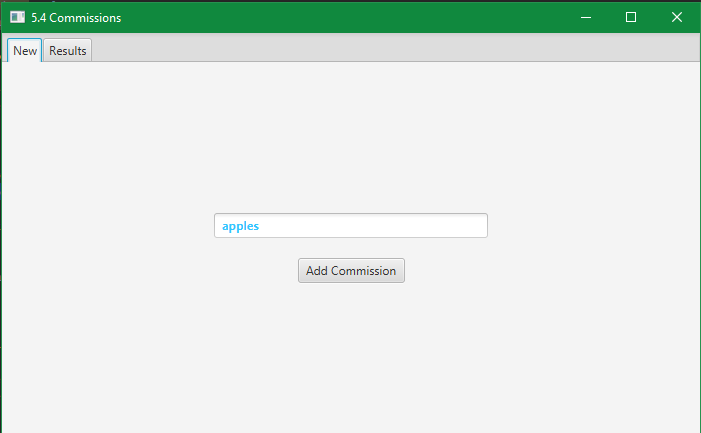 5.4 Commissions
New Results
apples
Add Commission